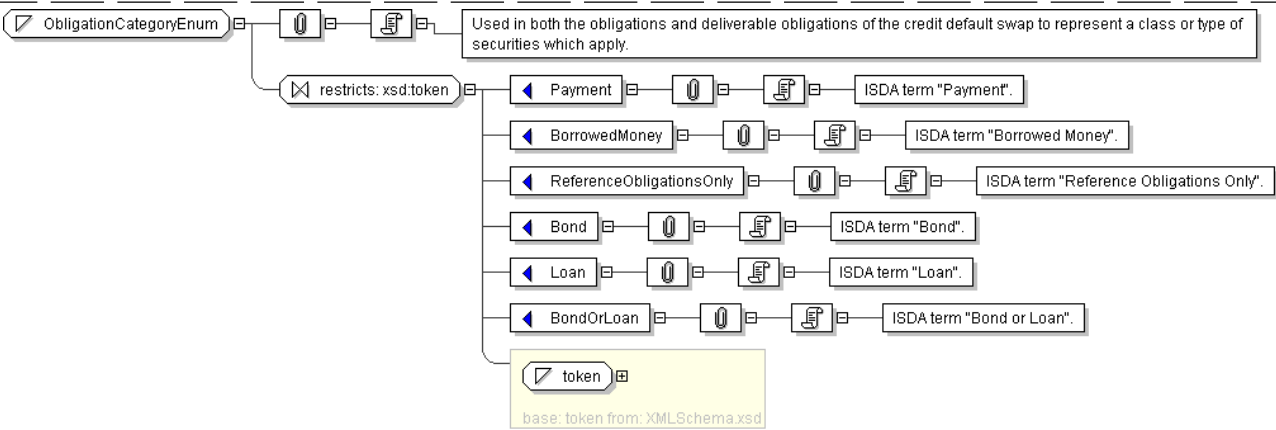 ObligationCategoryEnum
Used in both the obligations and deliverable obligations of the credit default swap to represent a class or type of
securities which apply.
restricts: xsd:token
Payment
ISDA term "Payment".
BorrowedMoney
ISDA term "Borrowed Money".
ReferenceObligationsOnly
ISDA term "Reference Obligations Only".
Bond
ISDA term "Bond".
Loan
ISDA term "Loan".
BondOrLoan
ISDA term "Bond or Loan".
token
base: token from: XMLSchema.xsd